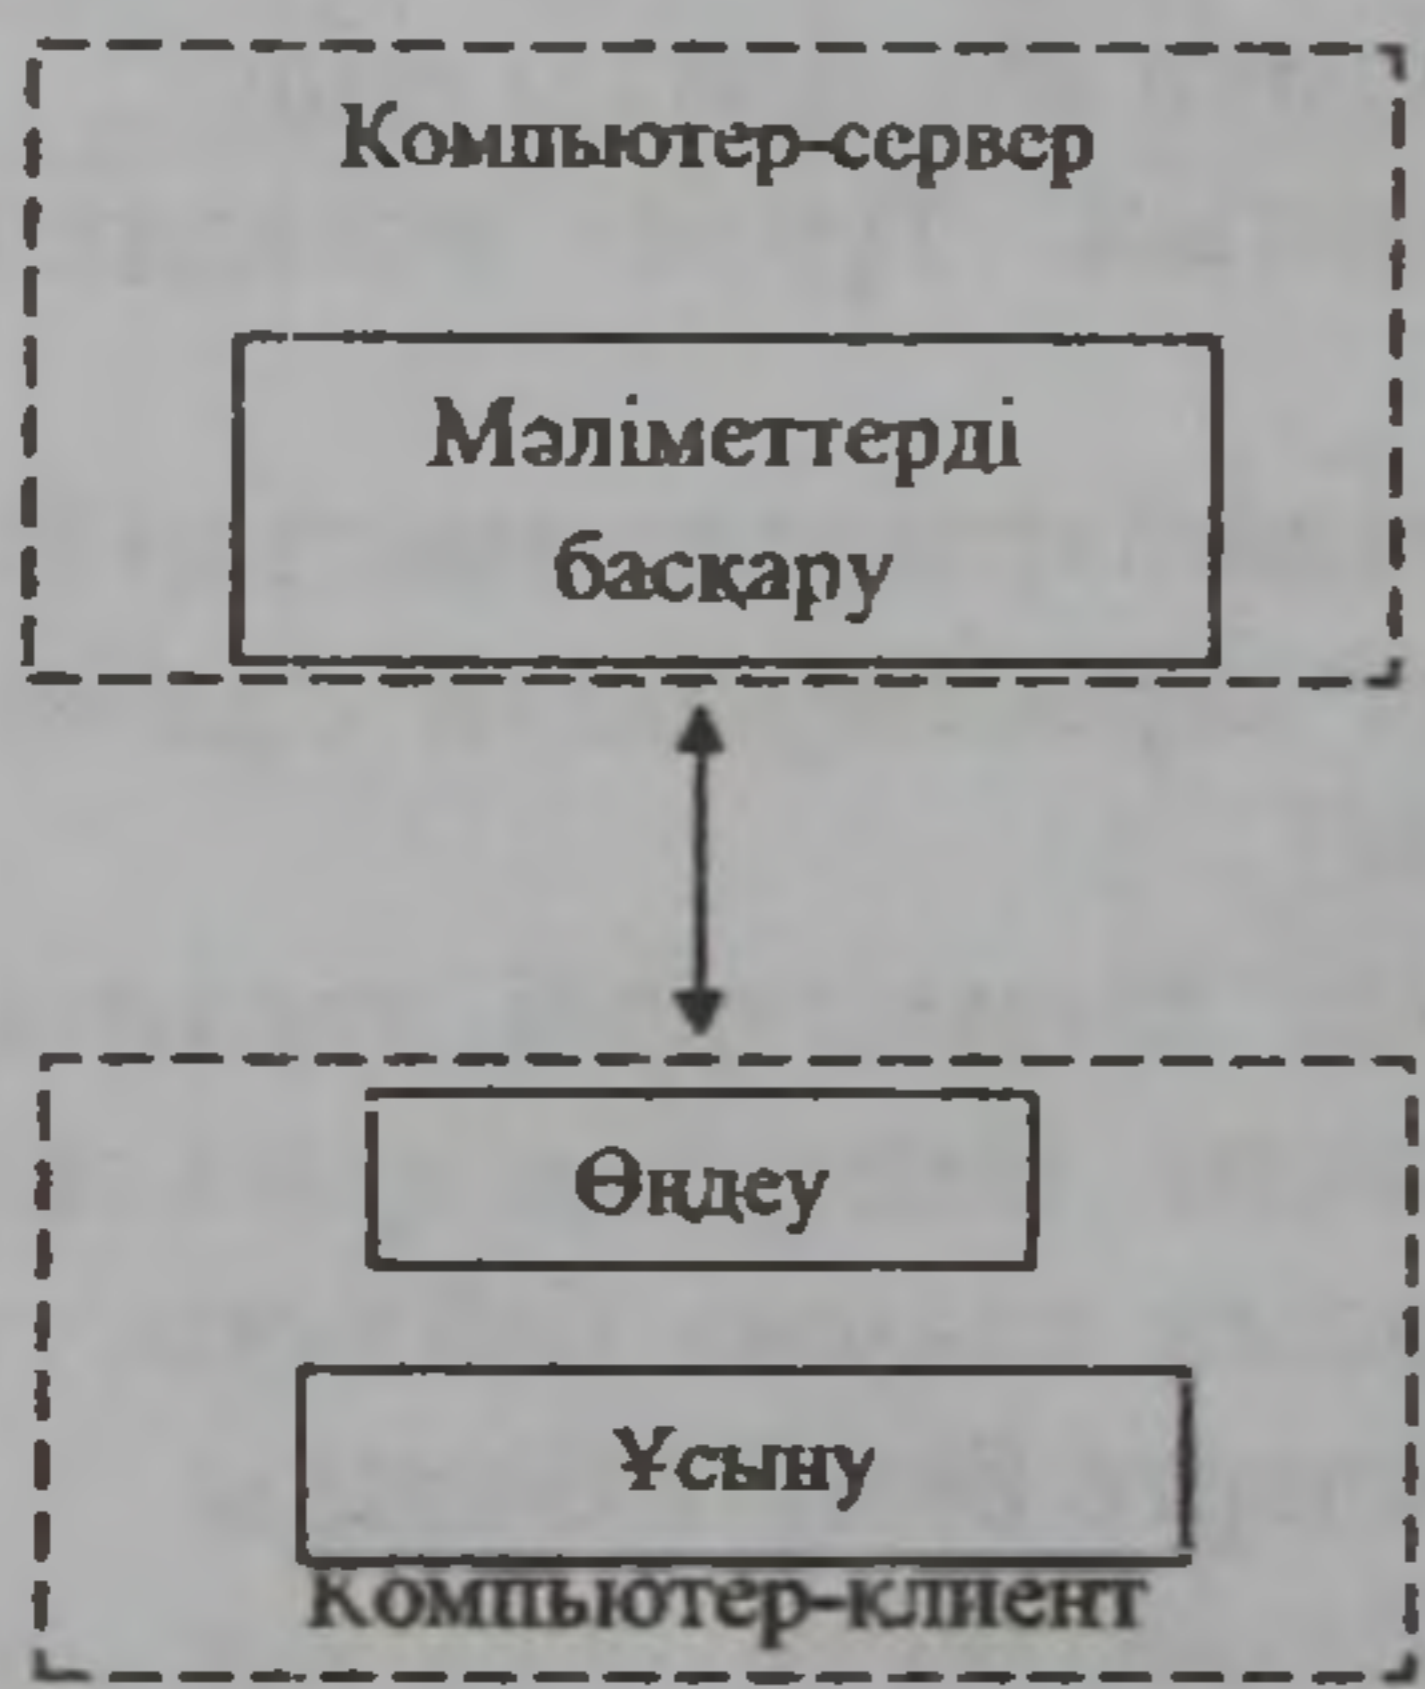 Компьютер-сервер
Мәліметтерді
басқару
Өңдеу
Ұсыну
Компьютер-клиент